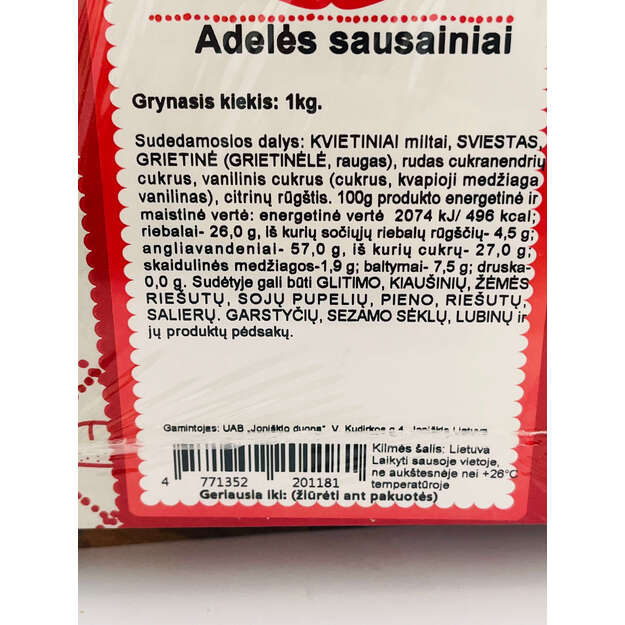 Adelės sausainiai
Grynasis kiekis: 1kg.
Sudedamosios dalys: KVIETINIAI miltai, SVIESTAS,
GRIETINĖ (GRIETINĖLĖ, raugas), rudas cukranendrių
cukrus, vanilinis cukrus (cukrus, kvapioji medžiaga
vanilinas), citrinų rūgštis. 100g produkto energetinė ir
maistinė vertė: energetinė vertė 2074 kJ/ 496 kcal;
riebalai- 26,0 g, iš kurių sočiųjų riebalų rūgščių- 4,5 g;
angliavandeniai- 57,0 g, iš kurių cukrų- 27,0 g;
skaidulinės medžiagos-1,9 g; baltymai- 7,5 g; druska-
0,0 g. Sudėtyje gali būti GLITIMO, KIAUŠINIŲ, ŽEMĖS
RIEŠUTŲ, SOJŲ PUPELIŲ, PIENO, RIEŠUTŲ,
SALIERŲ. GARSTYČIŲ, SEZAMO SĖKLŲ, LUBINŲ ir
jų produktų pėdsakų.
Gamintojas: UAB „Joniškio duona" V. Kudirkos g.4, Joniškis Lietuva
Kilmės šalis: Lietuva
Laikyti sausoje vietoje,
ne aukštesnėje nei +26°C
temperatūroje
4 771352 201181
Geriausia iki: (žiūrėti ant pakuotės)